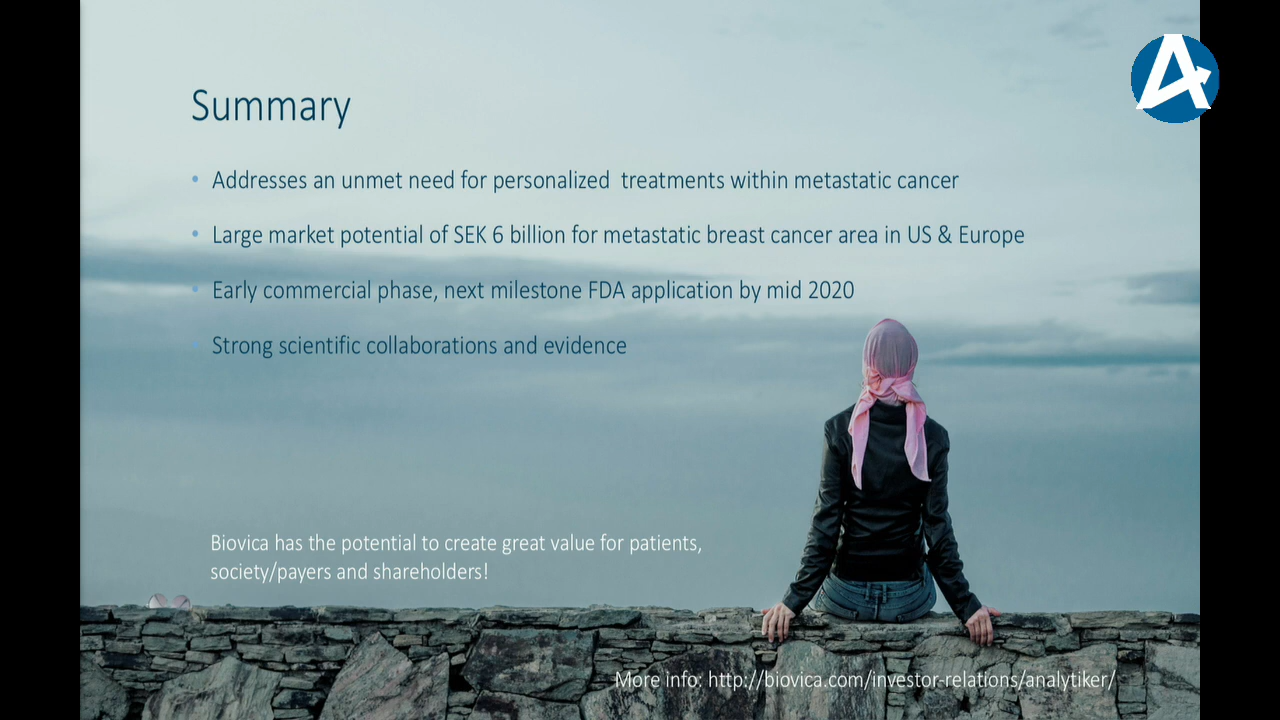 Summary
• Addresses an unmet need for personalized  treatments within metastatic cancer
• Large market potential of SEK 6 billion for metastatic breast cancer area in US & Europe
• Early commercial phase, next milestone FDA application by mid 2020
• Strong scientific collaborations and evidence
Biovica has the potential to create great value for patients,
society/payers and shareholders!
More info: http://biovica.com/investor-relations/analytiker/